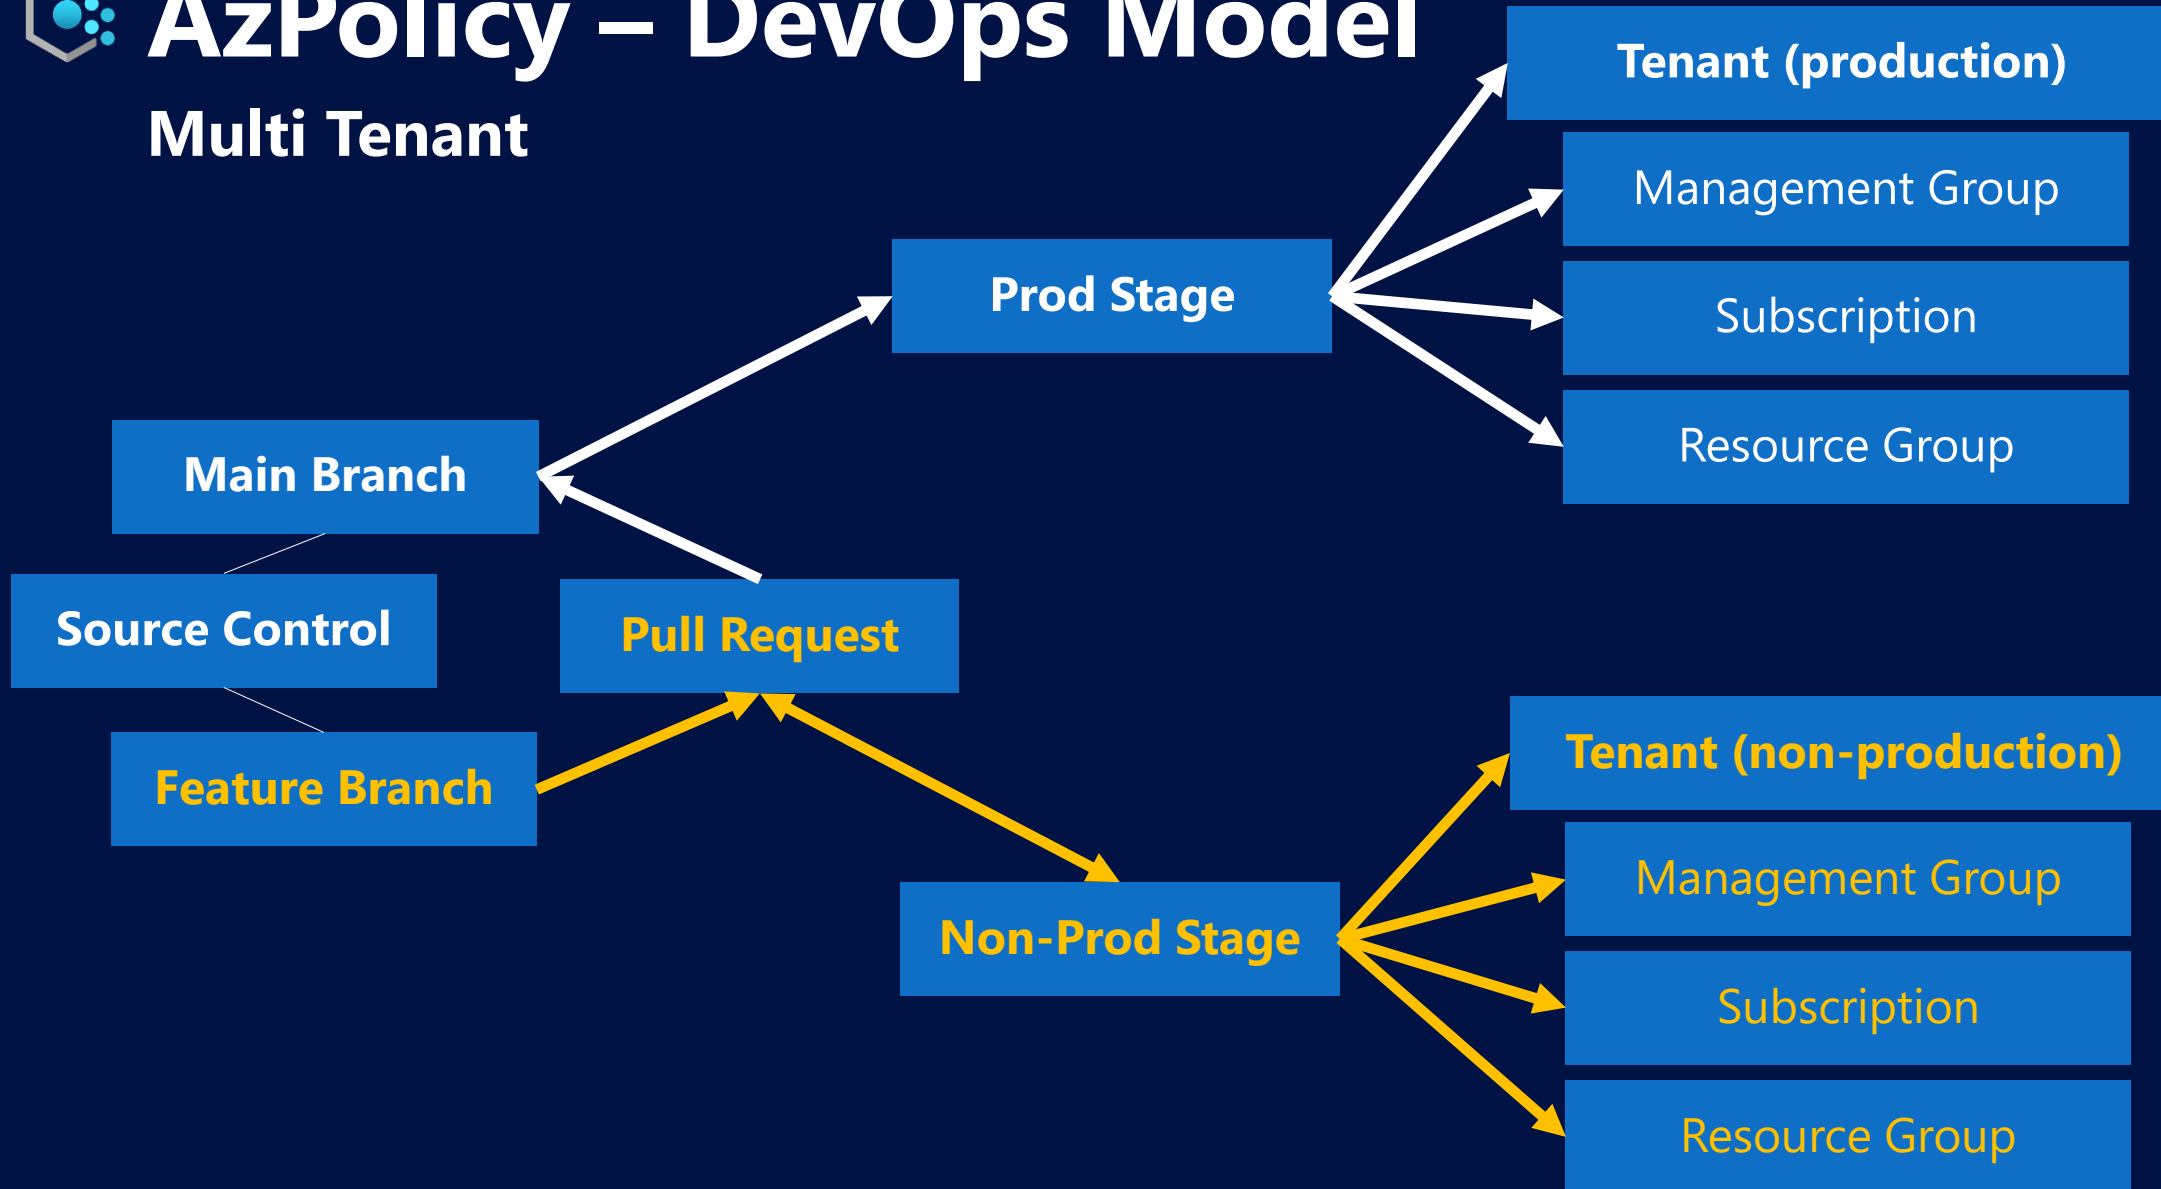 AzPolicy – DevOps Model
Multi Tenant
Tenant (production)
Management Group
Subscription
Resource Group
Prod Stage
Main Branch
Source Control
Pull Request
Feature Branch
Non-Prod Stage
Tenant (non-production)
Management Group
Subscription
Resource Group